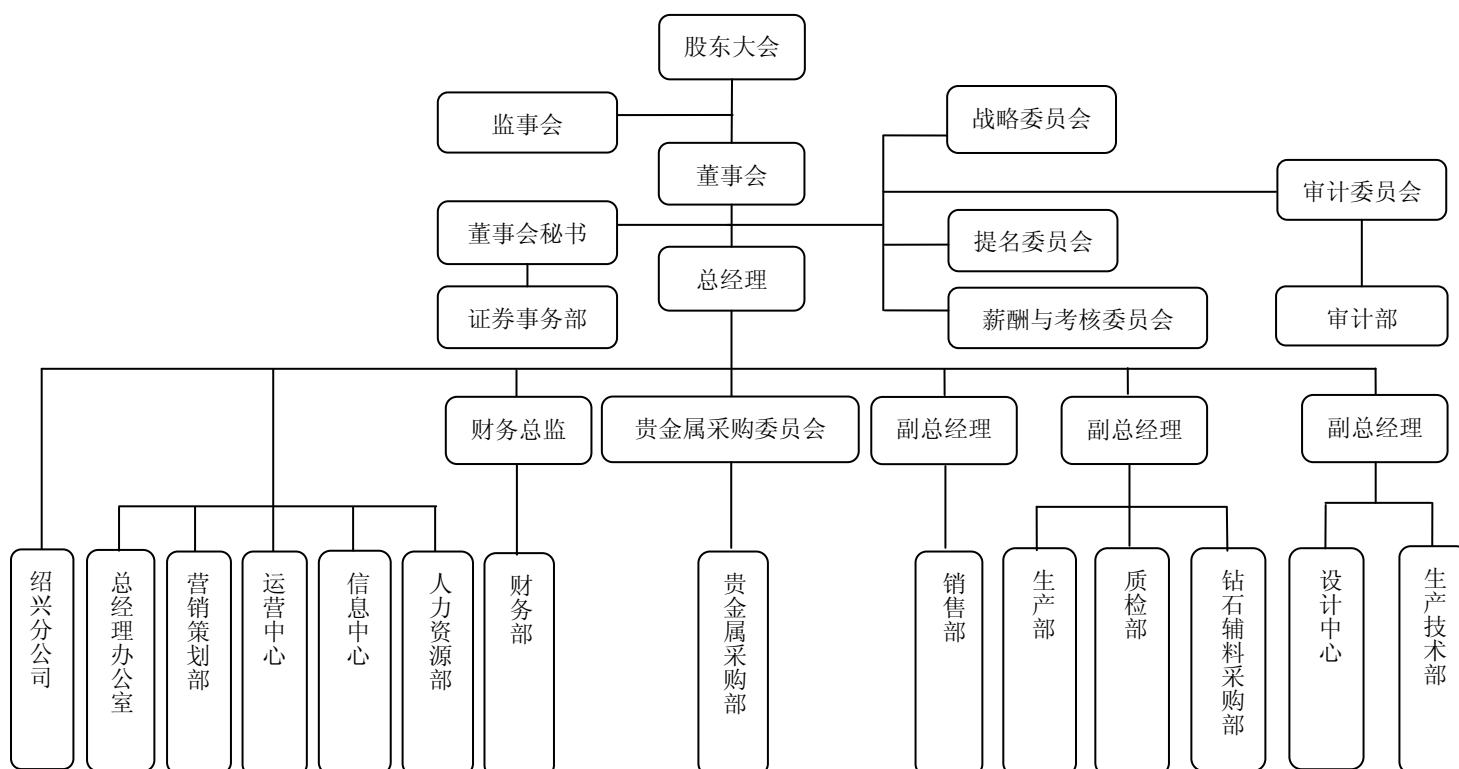 股东大会
监事会
战略委员会
董事会
审计委员会
董事会秘书
提名委员会
总经理
证券事务部
薪酬与考核委员会
审计部
财务总监
贵金属采购委员会
副总经理
副总经理
副总经理
绍兴分公司
总经理办公室
营销策划部
运营中心
信息中心
人力资源部
财务部
贵金属采购部
销售部
生产部
质检部
钻石辅料采购部
设计中心
生产技术部